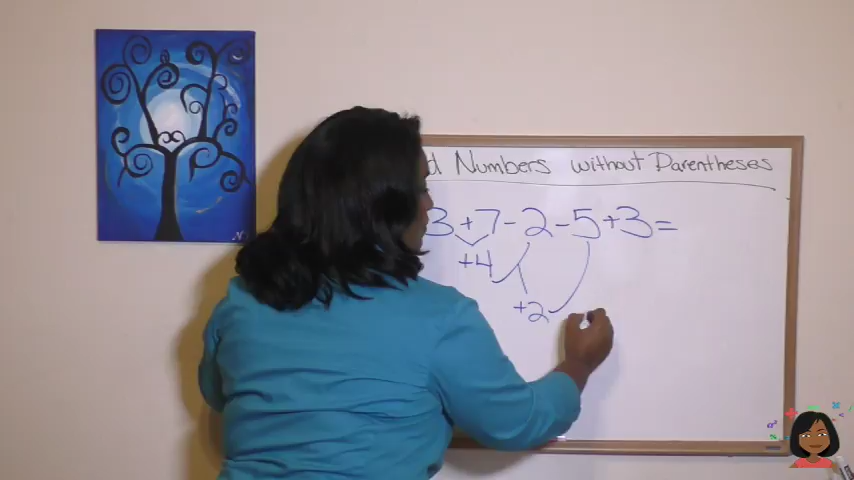 d Numbers without Parentheses
3+7-2-5+3=
+4
+2